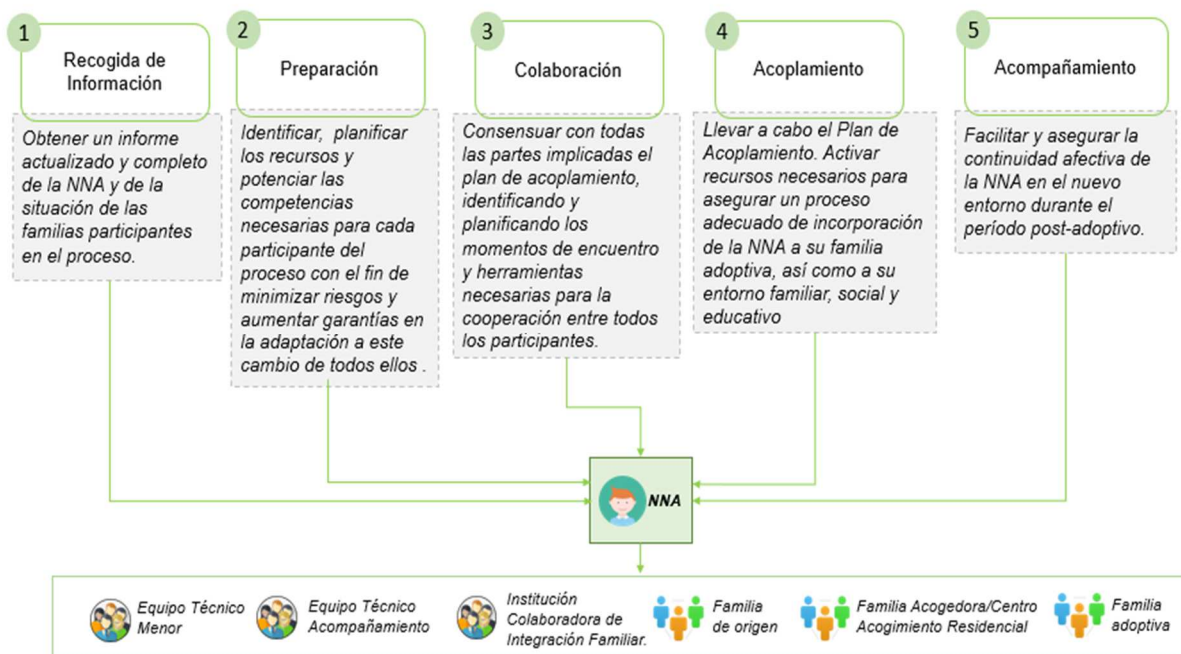 1
Recogida de
Información
Obtener un informe
actualizado y completo
de la NNA y de la
situación de las
familias participantes
en el proceso.
2
Preparación
Identificar, planificar
los recursos y
potenciar las
competencias
necesarias para cada
participante del
proceso con el fin de
minimizar riesgos y
aumentar garantías en
la adaptación a este
cambio de todos ellos .
3
Colaboración
Consensuar con todas
las partes implicadas el
plan de acoplamiento,
identificando y
planificando los
momentos de encuentro
y herramientas
necesarias para la
cooperación entre todos
los participantes.
4
Acoplamiento
Llevar a cabo el Plan de
Acoplamiento. Activar
recursos necesarios para
asegurar un proceso
adecuado de incorporación
de la NNA a su familia
adoptiva, así como a su
entorno familiar, social y
educativo
5
Acompañamiento
Facilitar y asegurar la
continuidad afectiva de
la NNA en el nuevo
entorno durante el
período post-adoptivo.
NNA
Equipo Técnico
Menor
Equipo Técnico
Acompañamiento
Institución
Colaboradora de
Integración Familiar.
Familia
de origen
Familia Acogedora/Centro
Acogimiento Residencial
Familia
adoptiva